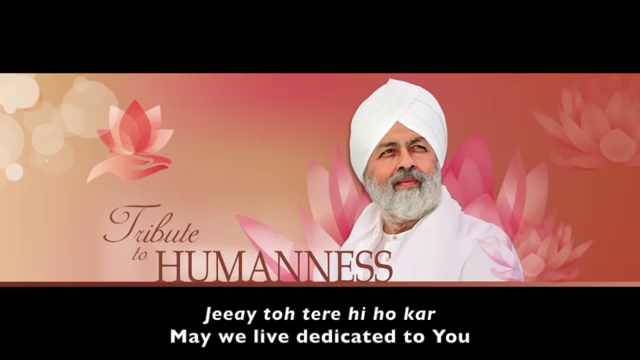 Tribute
to HUMANNESS
Jeeay toh tere hi ho kar
May we live dedicated to You